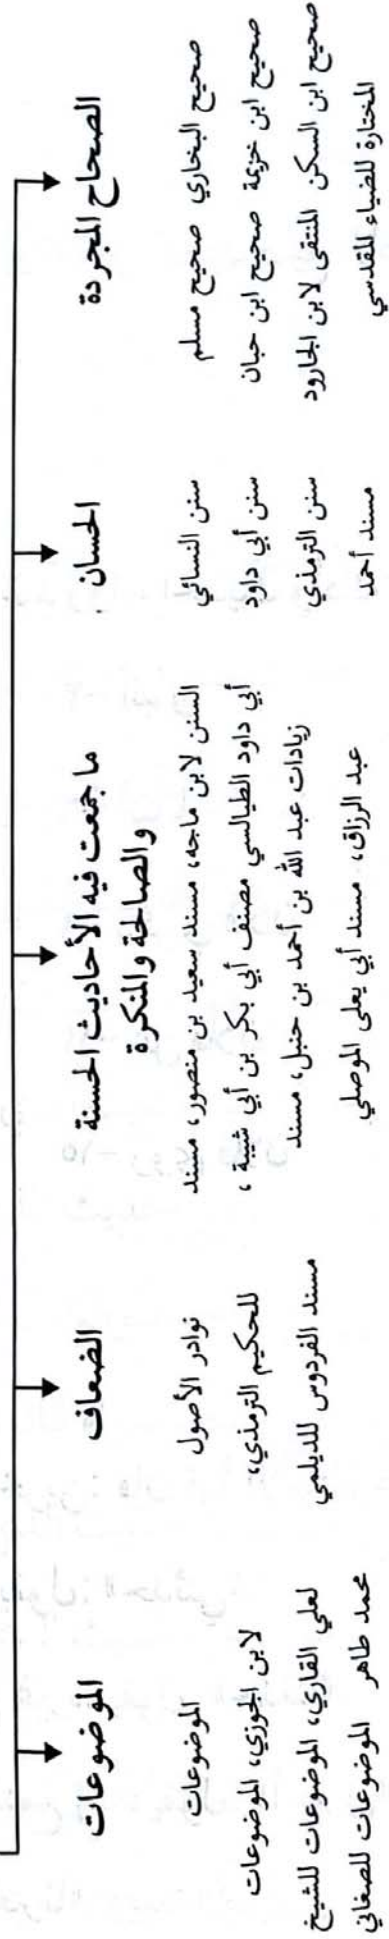 الصحاح المجردة
صحيح البخاري صحيح مسلم
صحيح ابن خزيمة صحيح ابن حبان
صحيح ابن السكن المنتقى لابن الجارود
المختارة للضياء للمقدسي
الحسان
سنن النسائي
سنن أبي داود
سنن الترمذي
مسند أحمد
ما جمعت فيه الأحاديث الحسنة
والصالحة والمنكرة
السنن لابن ماجه، مسند سعيد بن منصور، مسند
أبي داود الطيالسي مصنف أبي بكر بن أبي شيبة ،
زيادات عبد الله بن أحمد بن حنبل، مسند
عبد الرزاق، مسند أبي يعلى الموصلي
الضعاف
نوادر الأصول
للحكيم الترمذي،
مسند الفردوس للديلمي
الموضوعات
الموضوعات
لابن الجوزي، الموضوعات
لعلي القاري، الموضوعات للشيخ
محمد طاهر الموضوعات للصغاني